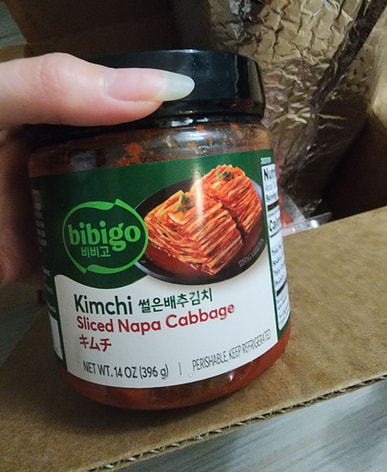 bibigo
비비고
Kimchi 썰은배추김치
Sliced Napa Cabbage
キムチ
NET WT. 14 OZ (396 g) | PERISHABLE, KEEP REFRIGERATED